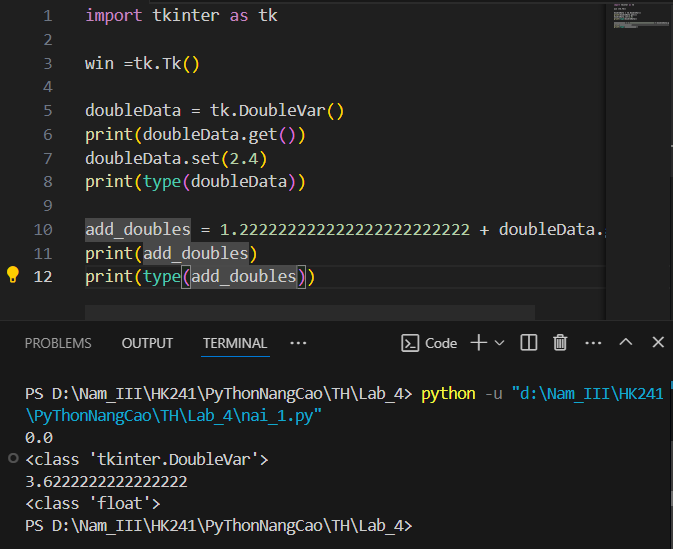 1 import tkinter as tk
2
3 win =tk.Tk()
4
5 doubleData = tk.DoubleVar()
6 print(doubleData.get())
7 doubleData.set(2.4)
8 print(type(doubleData))
9
10 add_doubles = 1.2222222222222222222222222 + doubleData.
11 print(add_doubles)
12 print(type(add_doubles))
PROBLEMS OUTPUT TERMINAL ··· Code
PS D:\Nam_III\HK241\PyThonNangCao\TH\Lab_4> python -u "d:\Nam_III\HK241
\PyThonNangCao\TH\Lab_4\nai_1.py"
0.0
<class 'tkinter.DoubleVar'>
3.6222222222222222
<class 'float'>
PS D:\Nam_III\HK241\PyThonNangCao\TH\Lab_4>